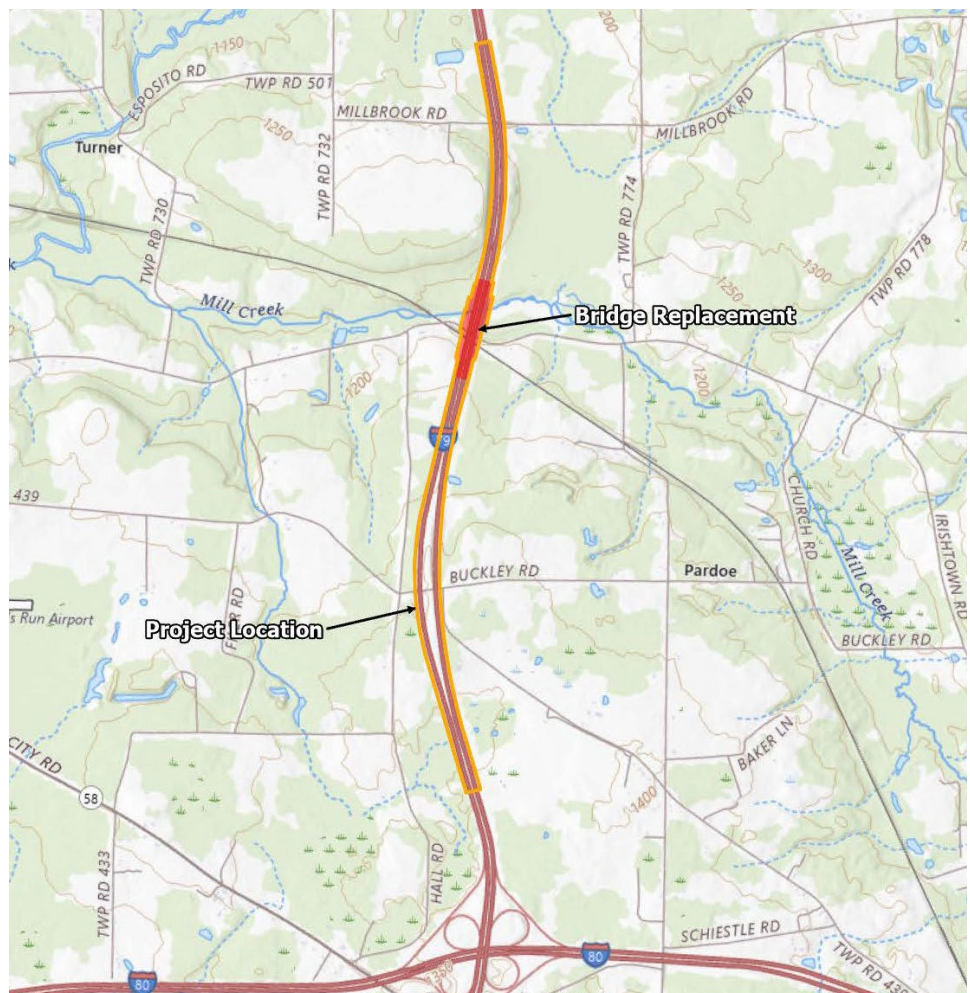 1200
1150
ESPOSITO RD
TWP RD 501
MILLBROOK RD
MILLBROOK RD
1250
Turner
TWP RD 732
TWP RD 774
TWP RD 730
TWP RD 778
1300
1250
Mill Creek
Bridge Replacement
1200
1200
79
439
CHURCH RD
IRISHTOWN RD
Mill Creek
BUCKLEY RD
Pardoe
s Run Airport
Project Location
BUCKLEY RD
BAKER LN
CITY RD
58
1400
HALL RD
TWP RD 433
SCHIESTLE RD
TWP RD 439
1350
80
80